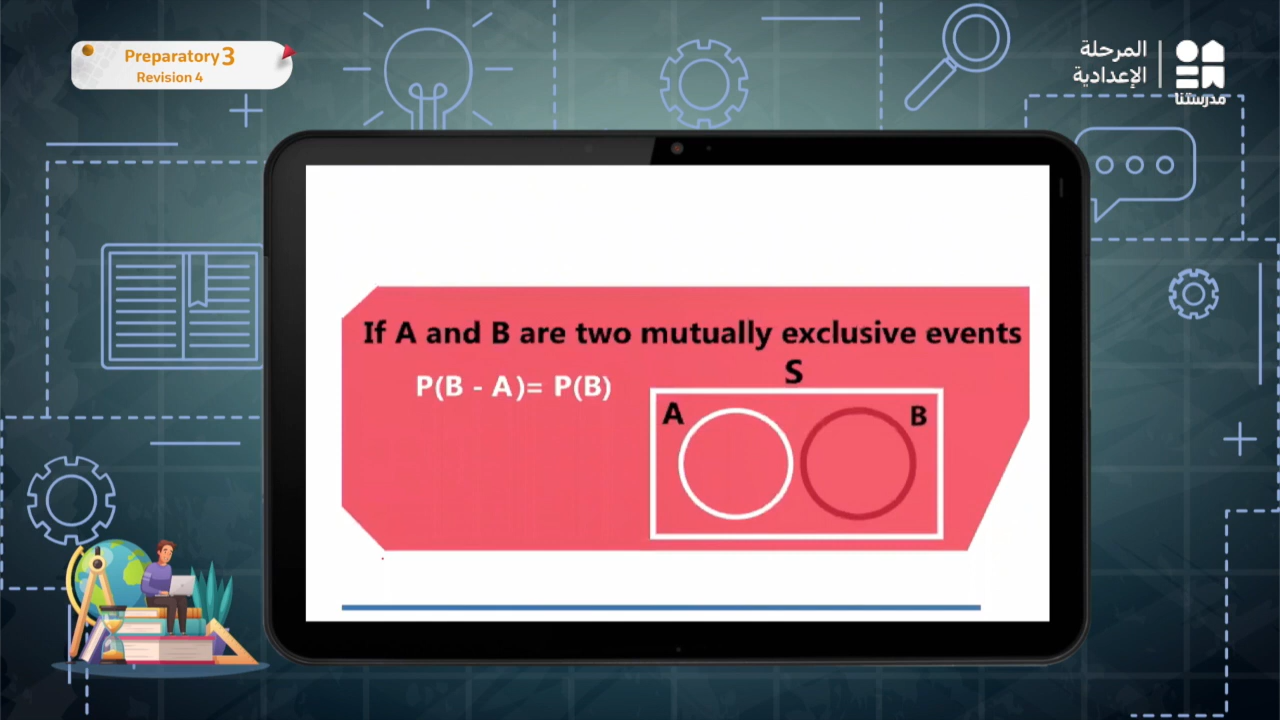 Preparatory 3
Revision 4
المرحلة
الإعدادية
مدرستنا
If A and B are two mutually exclusive events
P(B - A)= P(B)
S
A
B